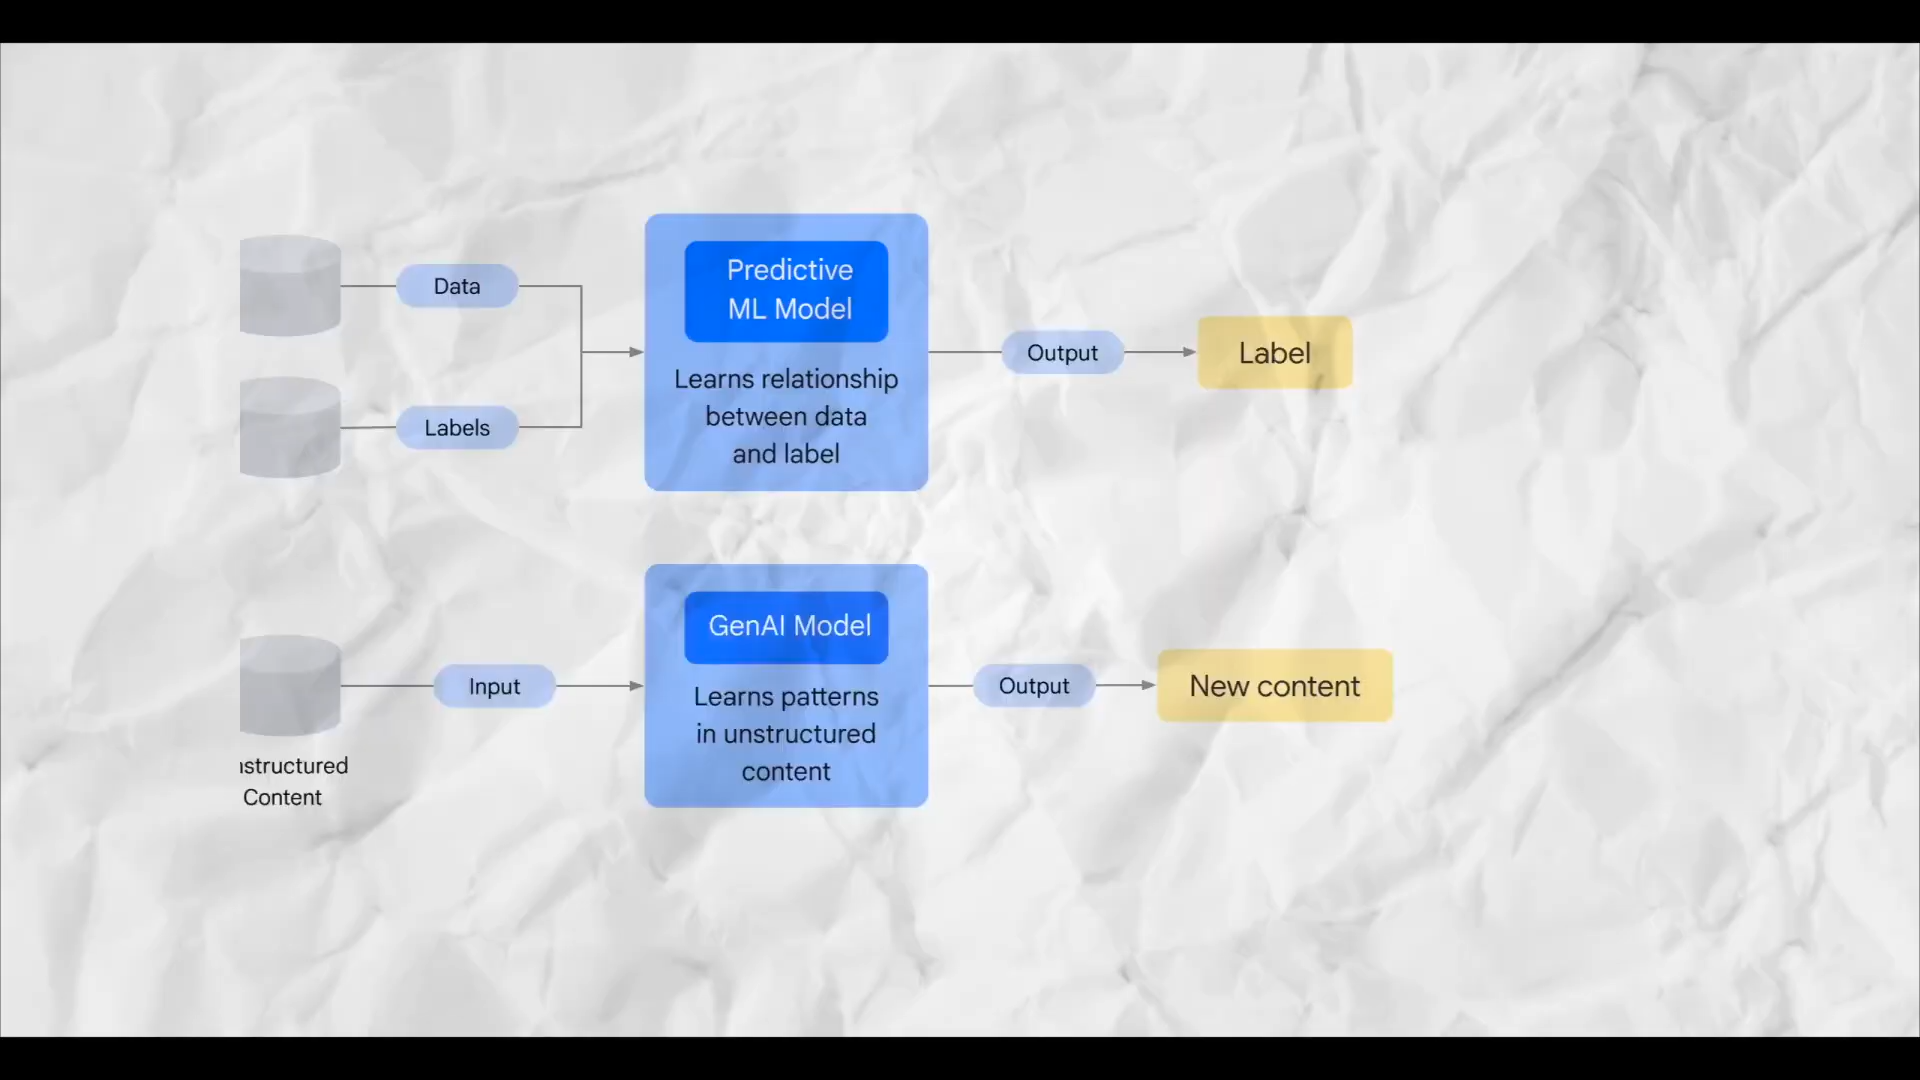 Data
Labels
Predictive
ML Model
Learns relationship
between data
and label
Output
Label
Input
GenAI Model
Learns patterns
in unstructured
content
Output
New content
Content